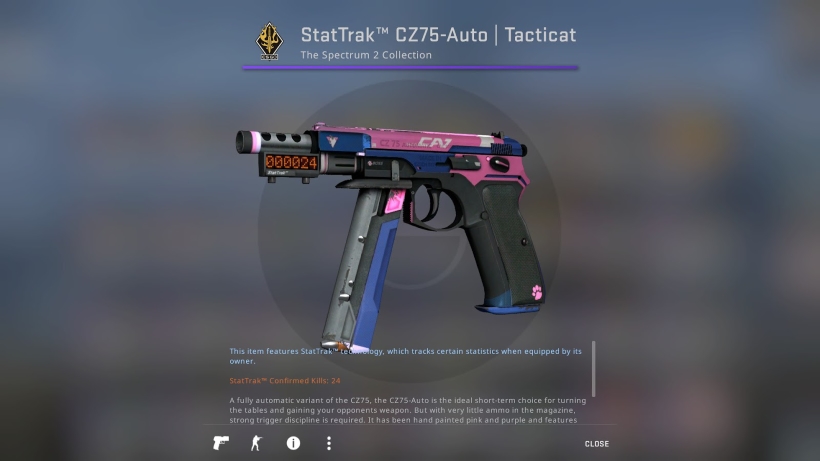 StatTrak™ CZ75-Auto | Tacticat
The Spectrum 2 Collection
CZ75
CA7
000024
StatTrak™
This item features StatTrak™ technology, which tracks certain statistics when equipped by its
owner.
StatTrak™ Confirmed Kills: 24
A fully automatic variant of the CZ75, the CZ75-Auto is the ideal short-term choice for turning
the tables and gaining your opponents weapon. But with very little ammo in the magazine,
strong trigger discipline is required. It has been hand painted pink and purple and features
CLOSE